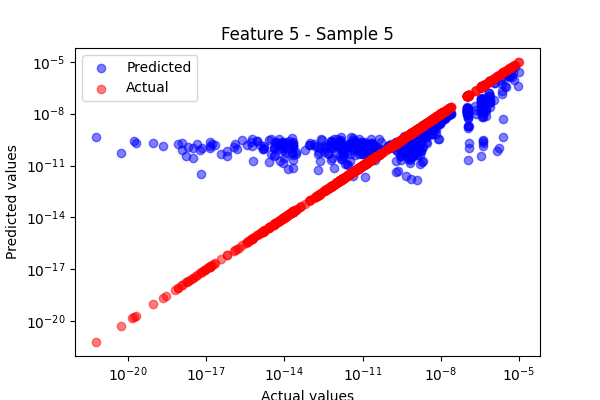 Feature 5 - Sample 5
Predicted
Actual
Predicted values
10⁻⁵
10⁻⁸
10⁻¹¹
10⁻¹⁴
10⁻¹⁷
10⁻²⁰
10⁻²⁰ 10⁻¹⁷ 10⁻¹⁴ 10⁻¹¹ 10⁻⁸ 10⁻⁵
Actual values